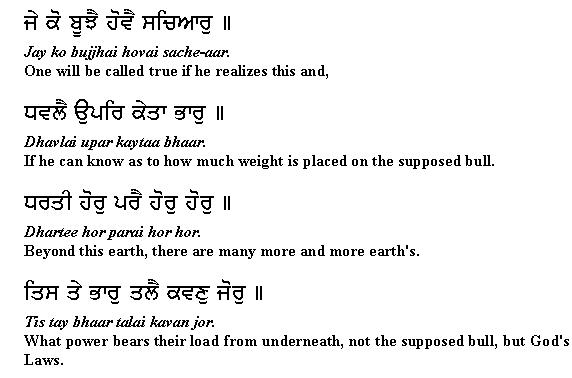 ਜੇ ਕੋ ਬੂਝੈ ਹੋਵੈ ਸਚਿਆਰੁ ॥
Jay ko bujjhai hovai sache-aar.
One will be called true if he realizes this and,
ਧਵਲੈ ਉਪਰਿ ਕੇਤਾ ਭਾਰੁ ॥
Dhavlai upar kaytaa bhaar.
If he can know as to how much weight is placed on the supposed bull.
ਧਰਤੀ ਹੋਰੁ ਪਰੈ ਹੋਰੁ ਹੋਰੁ ॥
Dhartee hor parai hor hor.
Beyond this earth, there are many more and more earth's.
ਤਿਸ ਤੇ ਭਾਰੁ ਤਲੈ ਕਵਣੁ ਜੋਰੁ ॥
Tis tay bhaar talai kavan jor.
What power bears their load from underneath, not the supposed bull, but God's
Laws.